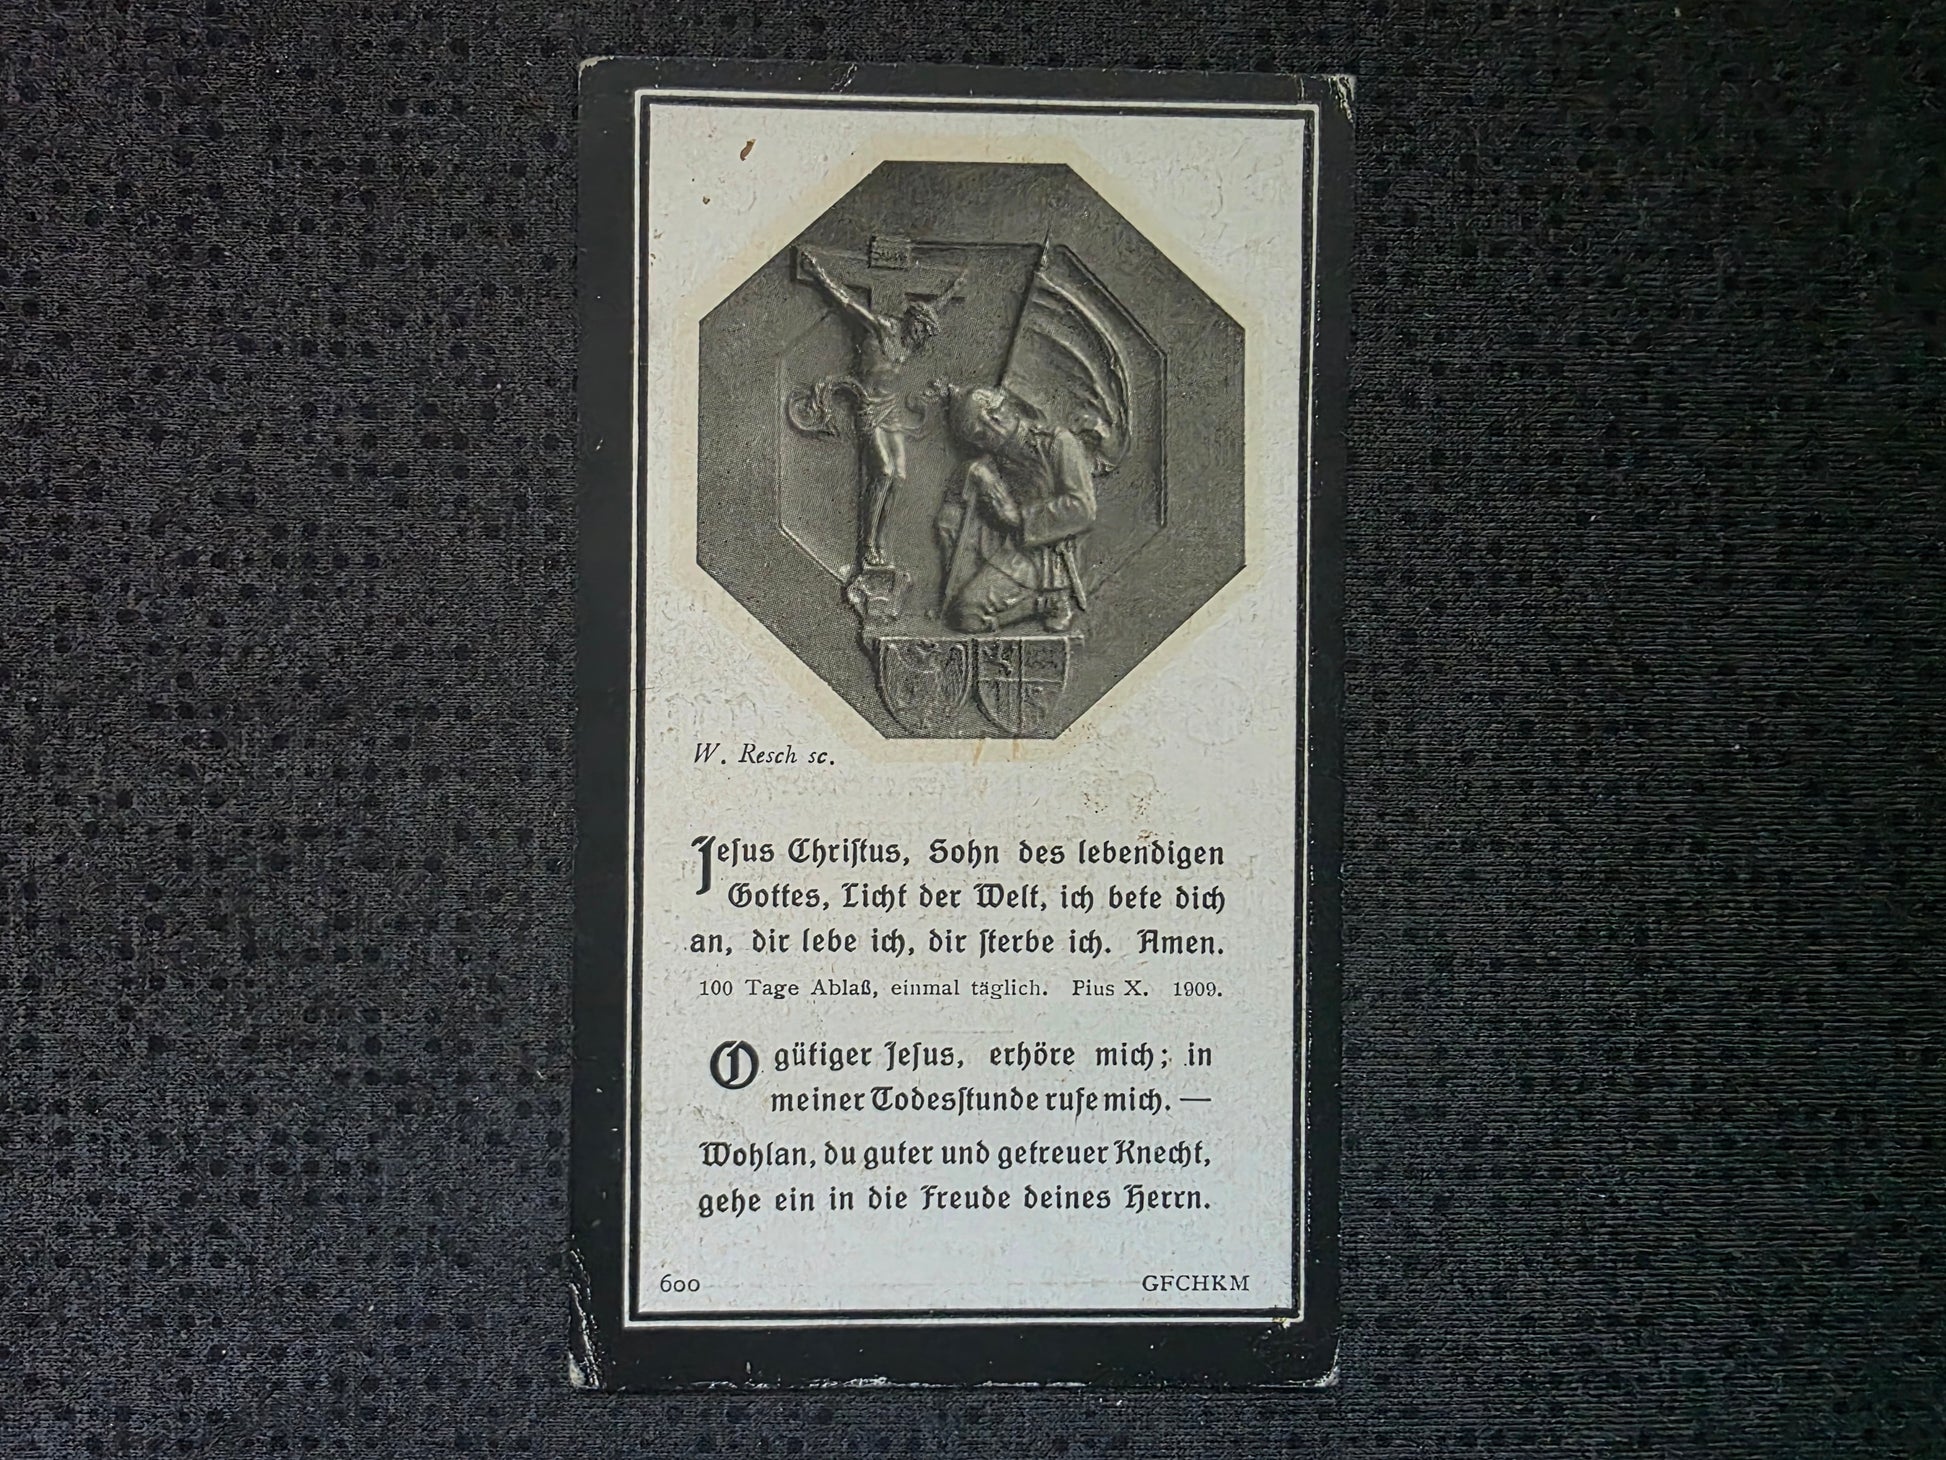 W. Resch sc.
Jesus Christus, Sohn des lebendigen
Gottes, Licht der Welt, ich bete dich
an, dir lebe ich, dir sterbe ich. Amen.
100 Tage Ablaß, einmal täglich. Pius X. 1909.
O gütiger Jesus, erhöre mich; in
meiner Todesstunde rufe mich. —
Wohlan, du guter und getreuer Knecht,
gehe ein in die Freude deines Herrn.
600 GFCHKM